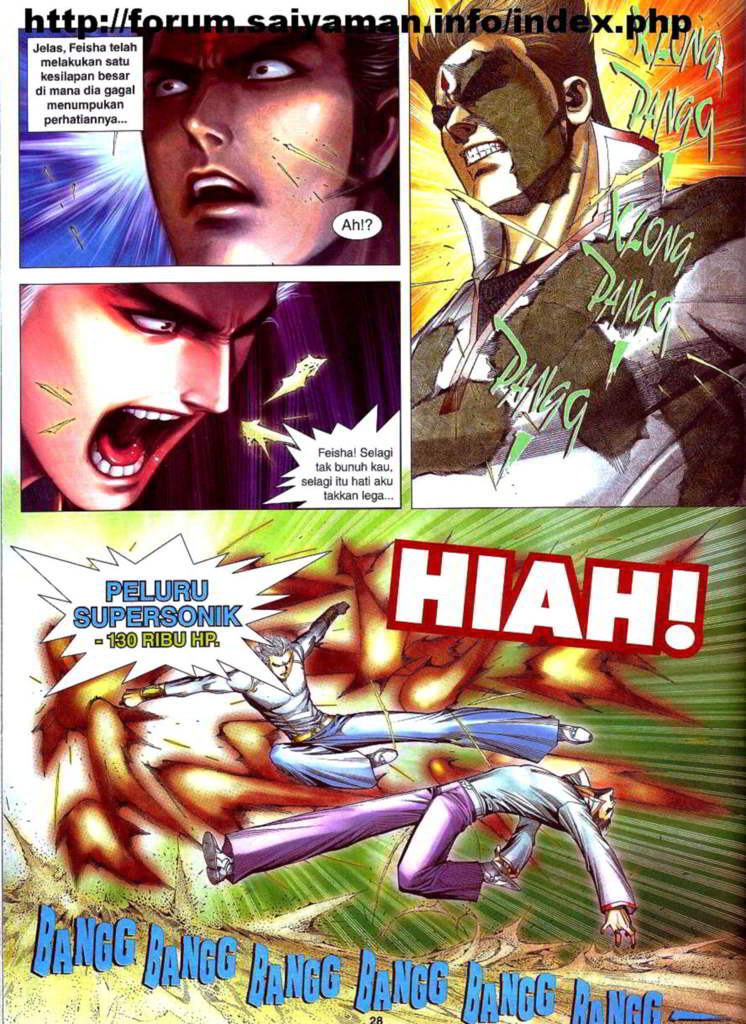 http://forum.saiyaman.info/index.php
Jelas, Feisha telah
melakukan satu
kesilapan besar
di mana dia gagal
menumpukan
perhatiannya...
Ah!?
KLONG
DANGG
KLONG
DANGG
DANGG
Feisha! Selagi
tak bunuh kau,
selagi itu hati aku
takkan lega...
PELURU
SUPERSONIK
- 130 RIBU HP.
HIAH!
BANGG BANGG BANGG BANGG BANGG BANGG
28